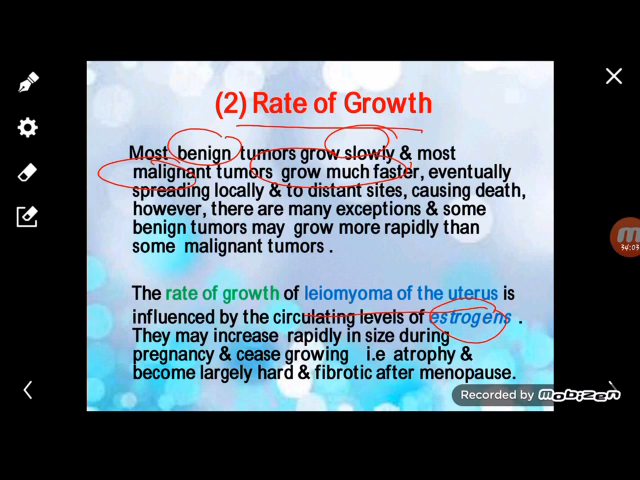 (2) Rate of Growth
Most benign tumors grow slowly & most
malignant tumors grow much faster, eventually
spreading locally & to distant sites, causing death,
however, there are many exceptions & some
benign tumors may grow more rapidly than
some malignant tumors .
The rate of growth of leiomyoma of the uterus is
influenced by the circulating levels of estrogens .
They may increase rapidly in size during
pregnancy & cease growing i.e atrophy &
become largely hard & fibrotic after menopause.
Recorded by mobizen
34:03